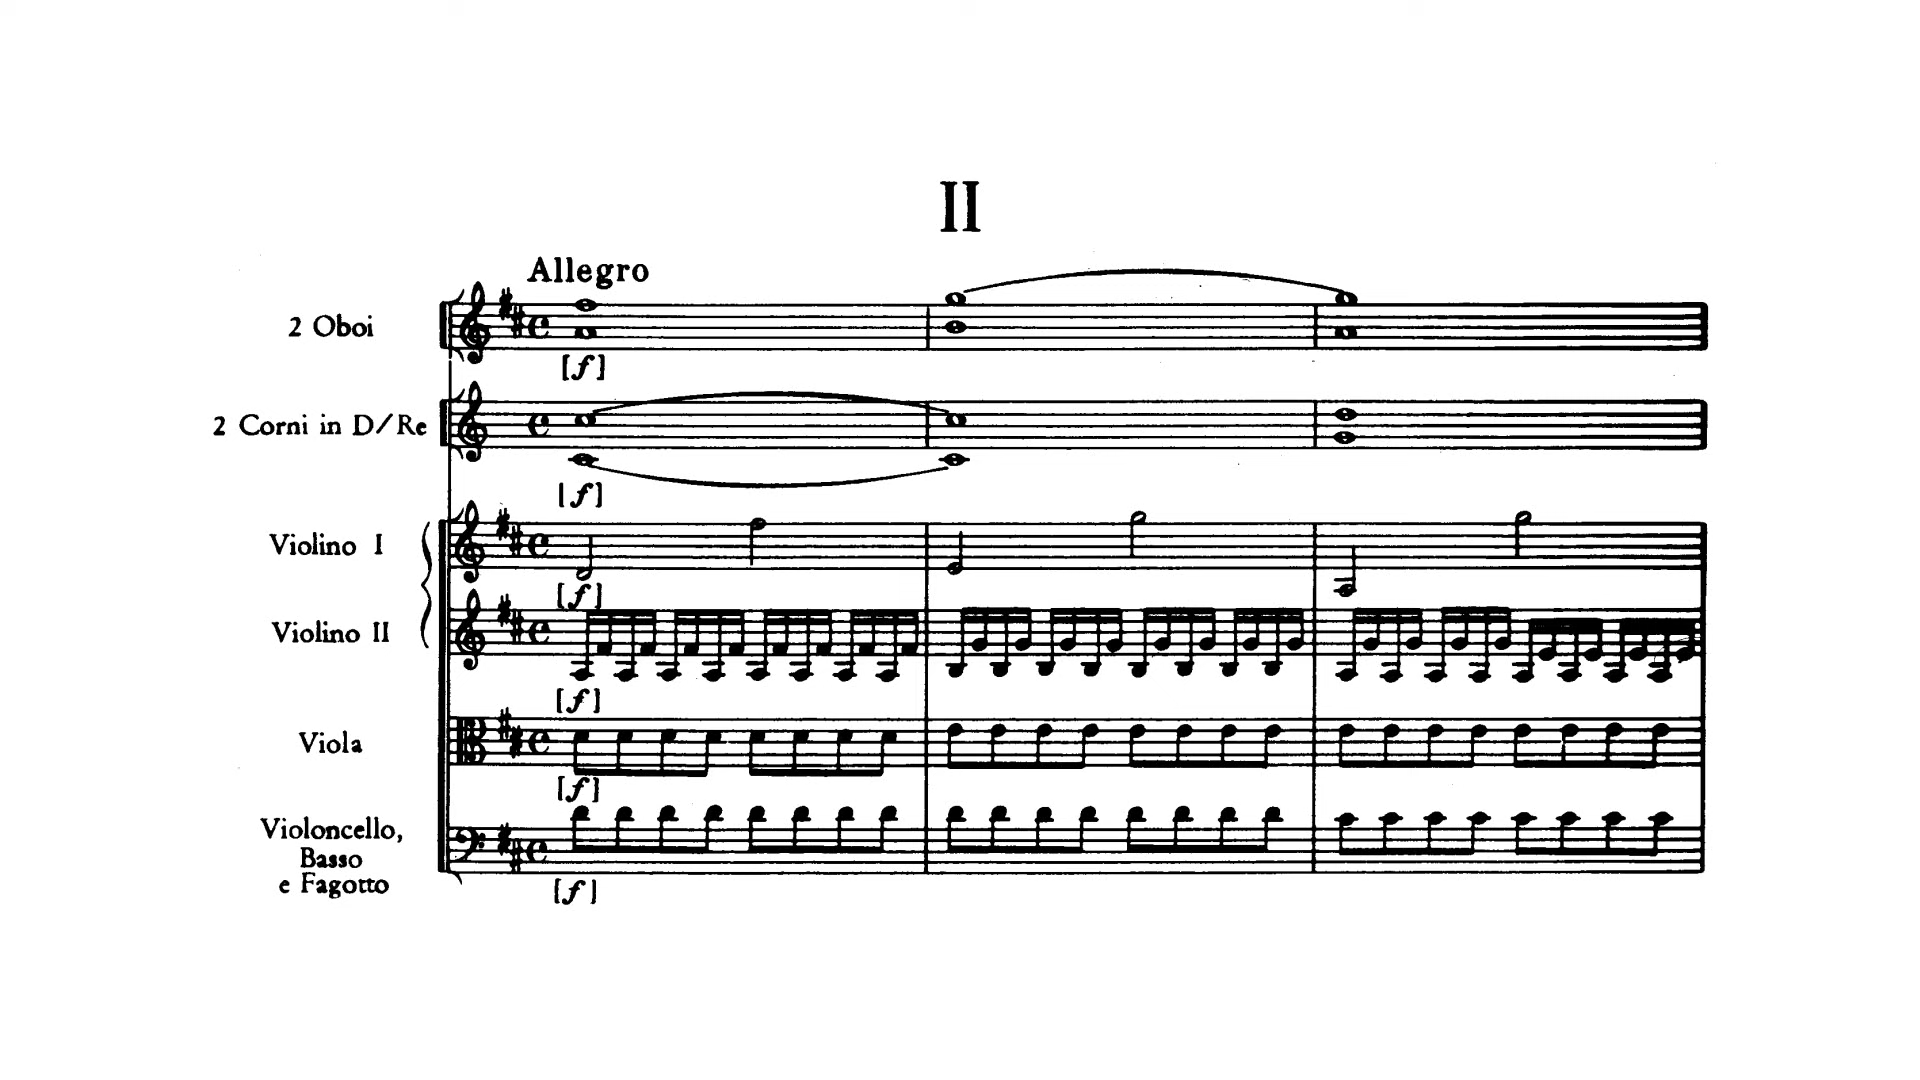 II
Allegro
2 Oboi
[f]
2 Corni in D/Re
[f]
Violino I
[f]
Violino II
[f]
Viola
[f]
Violoncello,
Basso
e Fagotto
[f]